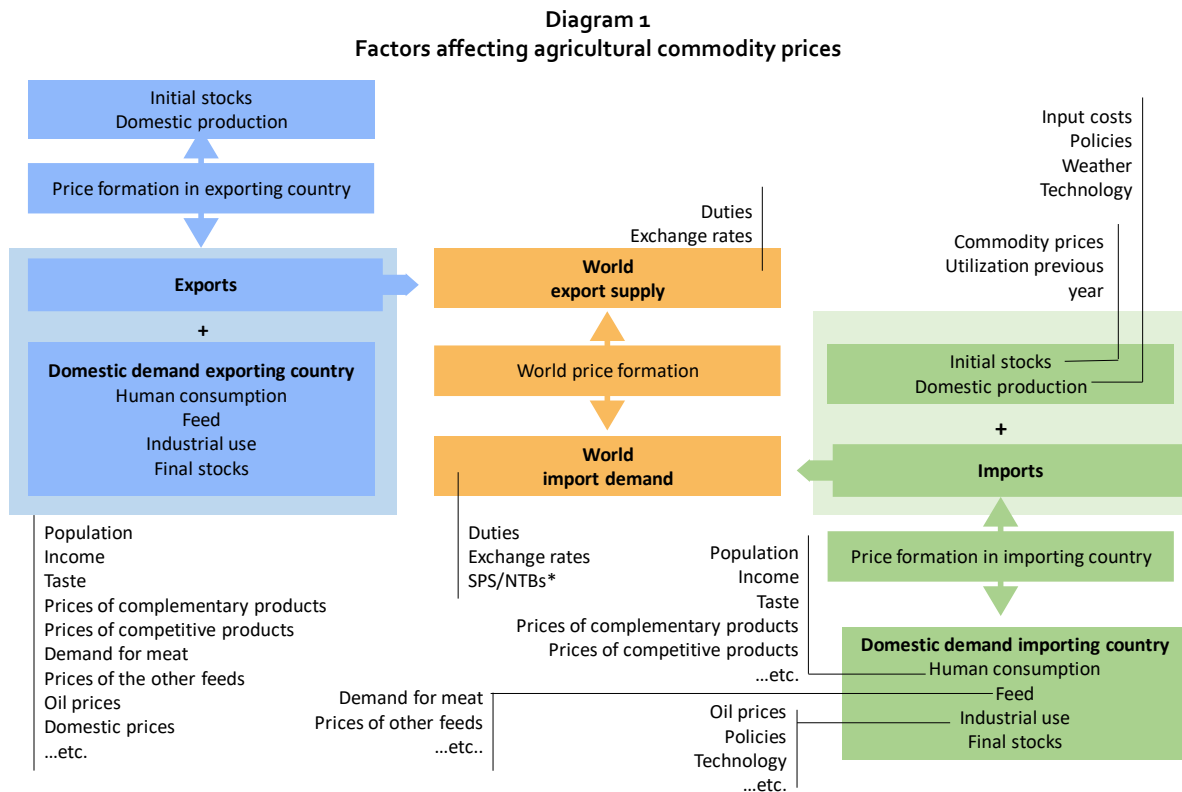 Diagram 1
Factors affecting agricultural commodity prices
Initial stocks
Domestic production
Price formation in exporting country
Exports
+
Domestic demand exporting country
Human consumption
Feed
Industrial use
Final stocks
Population
Income
Taste
Prices of complementary products
Prices of competitive products
Demand for meat
Prices of the other feeds
Oil prices
Domestic prices
...etc.
Duties
Exchange rates
World
export supply
World price formation
World
import demand
Duties
Exchange rates
SPS/NTBs*
Input costs
Policies
Weather
Technology
Commodity prices
Utilization previous
year
Initial stocks
Domestic production
+
Imports
Price formation in importing country
Domestic demand importing country
Human consumption
Feed
Industrial use
Final stocks
Population
Income
Taste
Prices of complementary products
Prices of competitive products
...etc.
Demand for meat
Prices of other feeds
...etc..
Oil prices
Policies
Technology
...etc.